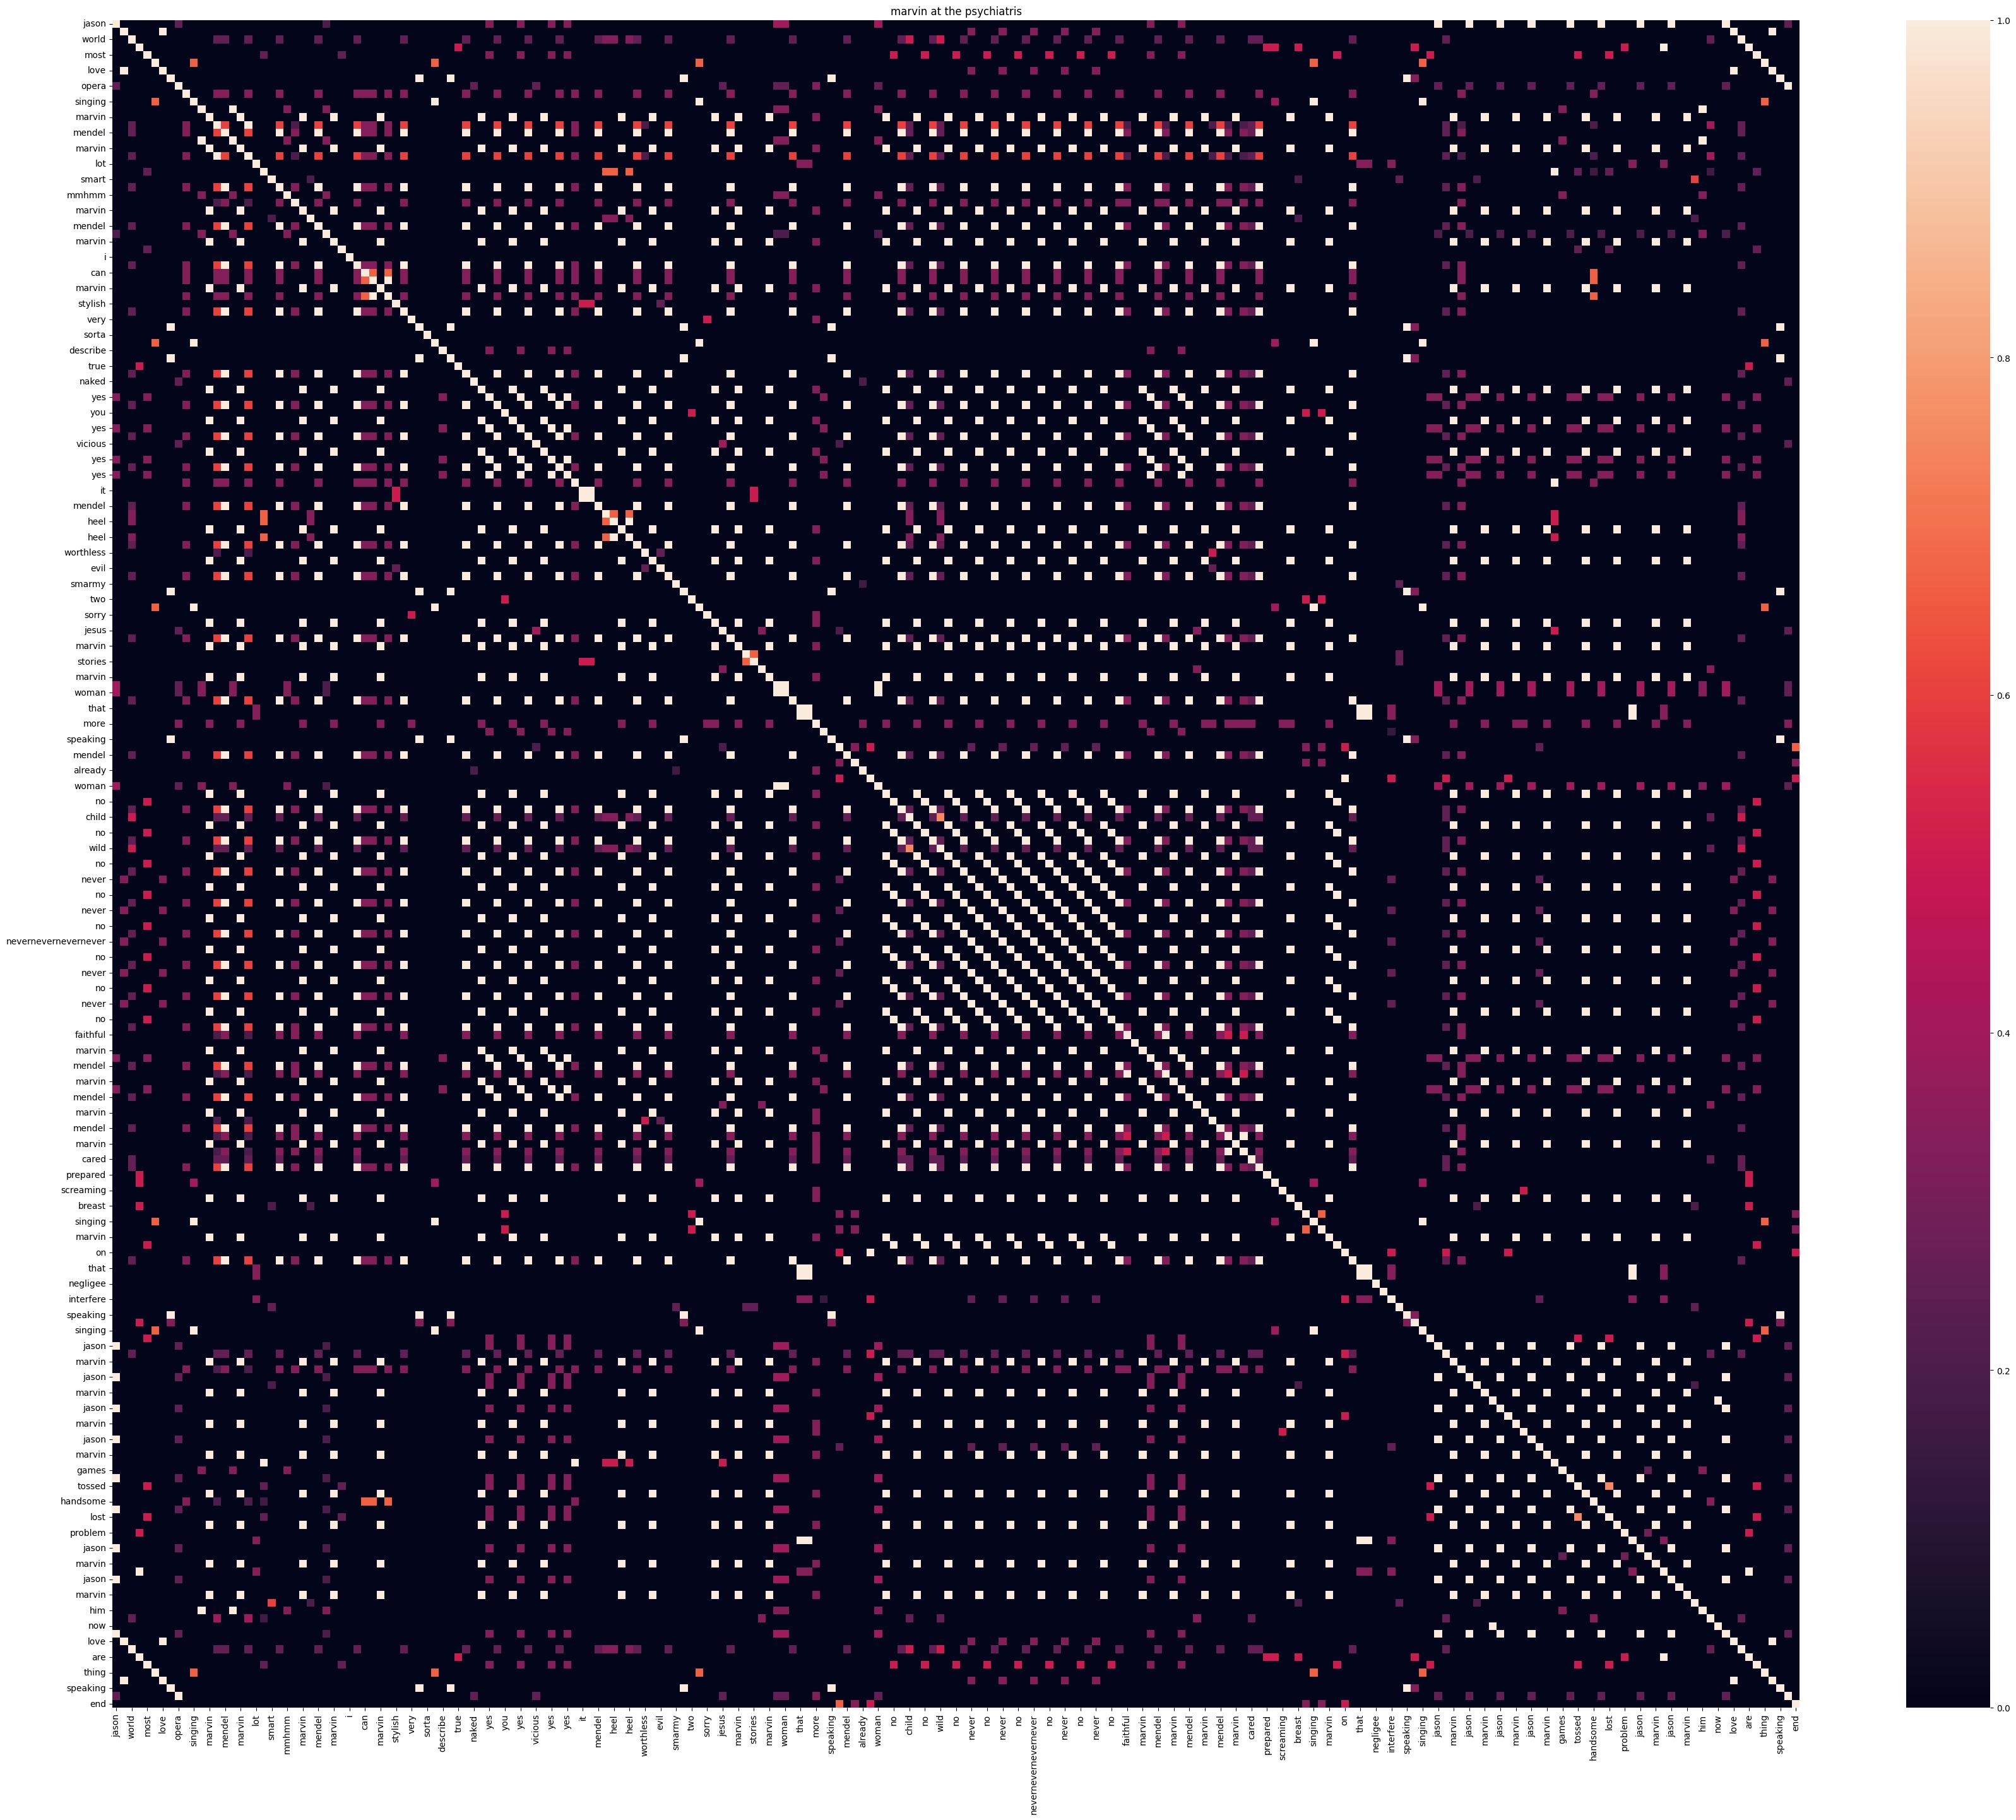 marvin at the psychiatris
jason
world
most
love
opera
singing
marvin
mendel
marvin
lot
smart
mmhmm
marvin
mendel
marvin
i
can
marvin
stylish
very
sorta
describe
true
naked
yes
you
yes
vicious
yes
yes
it
mendel
heel
heel
worthless
evil
smarmy
two
sorry
jesus
marvin
stories
marvin
woman
that
more
speaking
mendel
already
woman
no
child
no
wild
no
never
no
never
no
nevernevernevernever
no
never
no
never
no
faithful
marvin
mendel
marvin
mendel
marvin
mendel
marvin
cared
prepared
screaming
breast
singing
marvin
on
that
negligee
interfere
speaking
singing
jason
marvin
jason
marvin
jason
marvin
jason
marvin
games
tossed
handsome
lost
problem
jason
marvin
jason
marvin
him
now
love
are
thing
speaking
end
jason
world
most
love
opera
singing
marvin
mendel
marvin
lot
smart
mmhmm
marvin
mendel
marvin
i
can
marvin
stylish
very
sorta
describe
true
naked
yes
you
yes
vicious
yes
yes
it
mendel
heel
heel
worthless
evil
smarmy
two
sorry
jesus
marvin
stories
marvin
woman
that
more
speaking
mendel
already
woman
no
child
no
wild
no
never
no
never
no
nevernevernevernever
no
never
no
never
no
faithful
marvin
mendel
marvin
mendel
marvin
mendel
marvin
cared
prepared
screaming
breast
singing
marvin
on
that
negligee
interfere
speaking
singing
jason
marvin
jason
marvin
jason
marvin
jason
marvin
games
tossed
handsome
lost
problem
jason
marvin
jason
marvin
him
now
love
are
thing
speaking
end
1.0
0.8
0.6
0.4
0.2
0.0